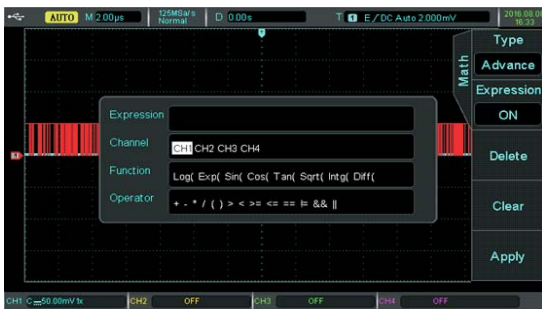 AUTO M 2.00μs 125MSa/s Normal D 0.00s T 1 E/DC Auto 2.000mV 2016.08.0 16:33
Type
Math
Advance
Expression
ON
Delete
Clear
Apply
Expression
Channel CH1 CH2 CH3 CH4
Function Log( Exp( Sin( Cos( Tan( Sqrt( Intg( Diff(
Operator + - * / ( ) > < >= <= == != && ||
CH1 C 50.00mV 1x CH2 OFF CH3 OFF CH4 OFF